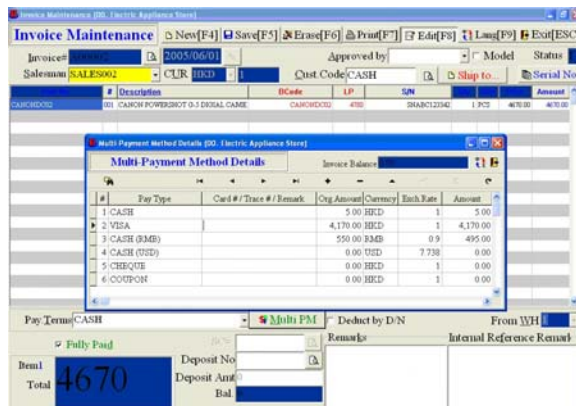 Invoice Maintenance [DD. Electric Appliance Store]
Invoice Maintenance New[F4] Save[F5] Erase[F6] Print[F7] Edit[F8] Lang[F9] Exit[ESC
Invoice# 2005/06/01 Approved by Model Status
Salesman SALES002 CUR HKD 1 Cust.Code CASH Ship to... Serial No
# Description BCode LP S/N Amount
CANONDC02 001 CANON POWERSHOT CANONDC02 4700 SNABC123342 1 PCS 4670.00 4670.00
Multi-Payment Method Details [DD. Electric Appliance Store]
Multi-Payment Method Details Invoice Balance
# Pay Type Card # / Trace # / Remark Org.Amount Currency Exch.Rate Amount
1 CASH 5.00 HKD 1 5.00
2 VISA 4,170.00 HKD 1 4,170.00
3 CASH (RMB) 550.00 RMB 0.9 495.00
4 CASH (USD) 0.00 USD 7.738 0.00
5 CHEQUE 0.00 HKD 1 0.00
6 COUPON 0.00 HKD 1 0.00
Pay.Terms CASH Multi PM Deduct by D/N From WH
Fully Paid Remarks Internal Reference Remark
Item1 Deposit No
Total 4670 Deposit Amt 0
Bal.